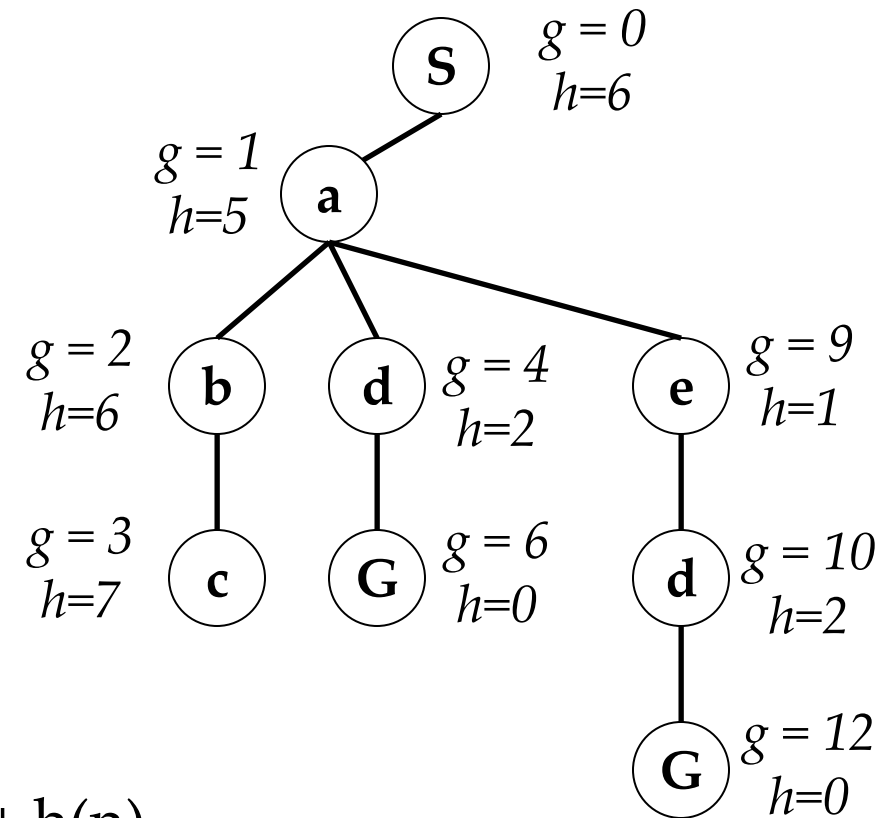 S
g = 0
h=6
g = 1
h=5
a
g = 2
h=6
b
d
g = 4
h=2
e
g = 9
h=1
g = 3
h=7
c
G
g = 6
h=0
d
g = 10
h=2
G
g = 12
h=0
h(n)